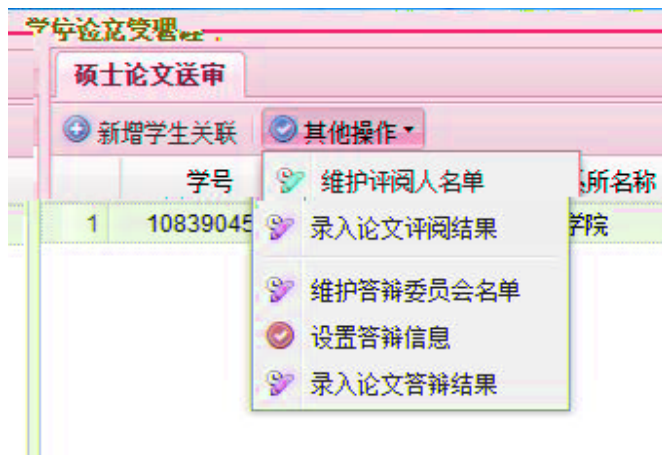 硕士论文送审
新增学生关联 其他操作
学号 所名称
1 10839045 学院
维护评阅人名单
录入论文评阅结果
维护答辩委员会名单
设置答辩信息
录入论文答辩结果